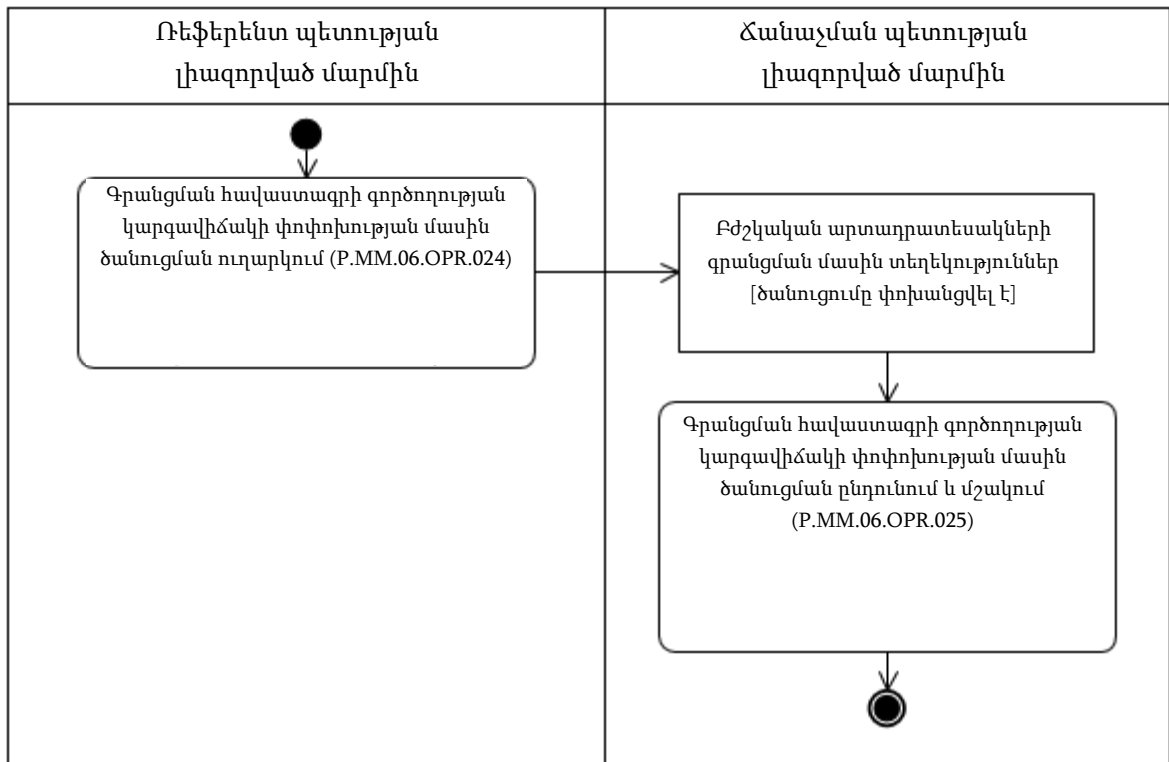 Ռեֆերենտ պետության
լիազորված մարմին
Ճանաչման պետության
լիազորված մարմին
Գրանցման հավաստագրի գործողության
կարգավիճակի փոփոխության մասին
ծանուցման ուղարկում (P.MM.06.OPR.024)
Բժշկական արտադրատեսակների
գրանցման մասին տեղեկություններ
[ծանուցումը փոխանցվել է]
Գրանցման հավաստագրի գործողության
կարգավիճակի փոփոխության մասին
ծանուցման ընդունում և մշակում
(P.MM.06.OPR.025)